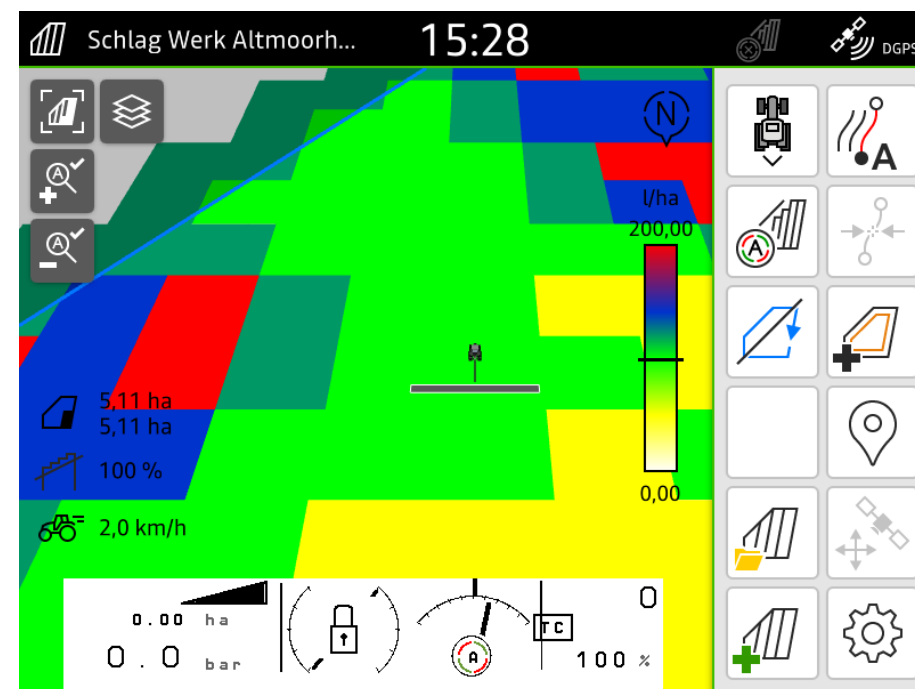 Schlag Werk Altmoorh...
15:28
DGPS
N
A
A
A
l/ha
200,00
A
5,11 ha
5,11 ha
100 %
0,00
2,0 km/h
0.00 ha
0
TC
0.0 bar
A
100 %